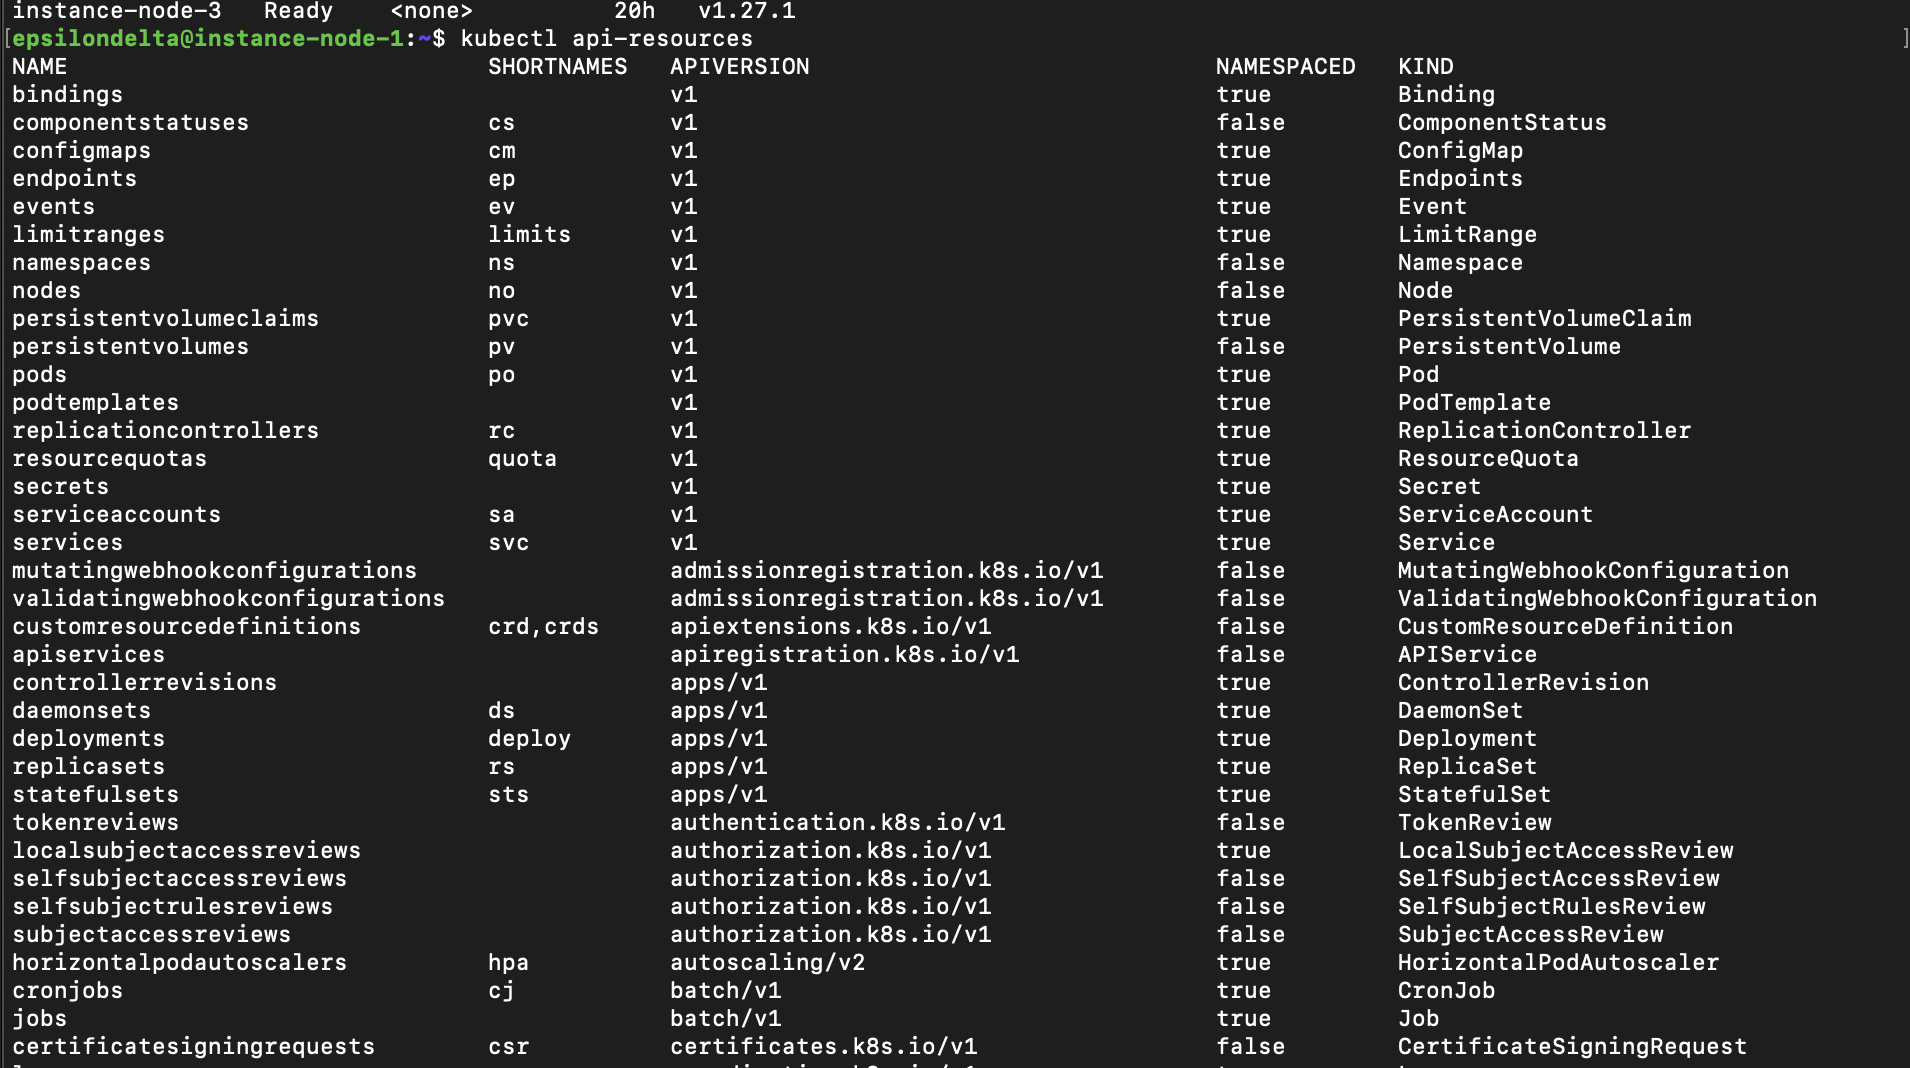 instance-node-3   Ready    <none>          20h   v1.27.1
[epsilondelta@instance-node-1:~$ kubectl api-resources ]
NAME                              SHORTNAMES   APIVERSION                             NAMESPACED   KIND
bindings                                       v1                                     true         Binding
componentstatuses                 cs           v1                                     false        ComponentStatus
configmaps                        cm           v1                                     true         ConfigMap
endpoints                         ep           v1                                     true         Endpoints
events                            ev           v1                                     true         Event
limitranges                       limits       v1                                     true         LimitRange
namespaces                        ns           v1                                     false        Namespace
nodes                             no           v1                                     false        Node
persistentvolumeclaims            pvc          v1                                     true         PersistentVolumeClaim
persistentvolumes                 pv           v1                                     false        PersistentVolume
pods                              po           v1                                     true         Pod
podtemplates                                   v1                                     true         PodTemplate
replicationcontrollers            rc           v1                                     true         ReplicationController
resourcequotas                    quota        v1                                     true         ResourceQuota
secrets                                        v1                                     true         Secret
serviceaccounts                   sa           v1                                     true         ServiceAccount
services                          svc          v1                                     true         Service
mutatingwebhookconfigurations                  admissionregistration.k8s.io/v1        false        MutatingWebhookConfiguration
validatingwebhookconfigurations                admissionregistration.k8s.io/v1        false        ValidatingWebhookConfiguration
customresourcedefinitions         crd,crds     apiextensions.k8s.io/v1                false        CustomResourceDefinition
apiservices                                    apiregistration.k8s.io/v1              false        APIService
controllerrevisions                            apps/v1                                true         ControllerRevision
daemonsets                        ds           apps/v1                                true         DaemonSet
deployments                       deploy       apps/v1                                true         Deployment
replicasets                       rs           apps/v1                                true         ReplicaSet
statefulsets                      sts          apps/v1                                true         StatefulSet
tokenreviews                                   authentication.k8s.io/v1               false        TokenReview
localsubjectaccessreviews                      authorization.k8s.io/v1                true         LocalSubjectAccessReview
selfsubjectaccessreviews                       authorization.k8s.io/v1                false        SelfSubjectAccessReview
selfsubjectrulesreviews                        authorization.k8s.io/v1                false        SelfSubjectRulesReview
subjectaccessreviews                           authorization.k8s.io/v1                false        SubjectAccessReview
horizontalpodautoscalers          hpa          autoscaling/v2                         true         HorizontalPodAutoscaler
cronjobs                          cj           batch/v1                               true         CronJob
jobs                                           batch/v1                               true         Job
certificatesigningrequests        csr          certificates.k8s.io/v1                 false        CertificateSigningRequest